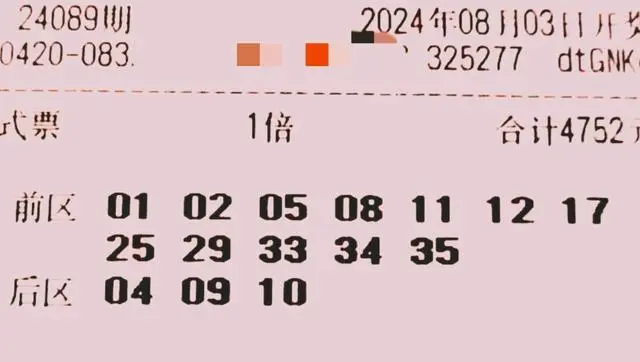 24089期 2024年08月03日开奖
0420-083. 325277 dtGNK
式票 1倍 合计4752元
前区 01 02 05 08 11 12 17
25 29 33 34 35
后区 04 09 10